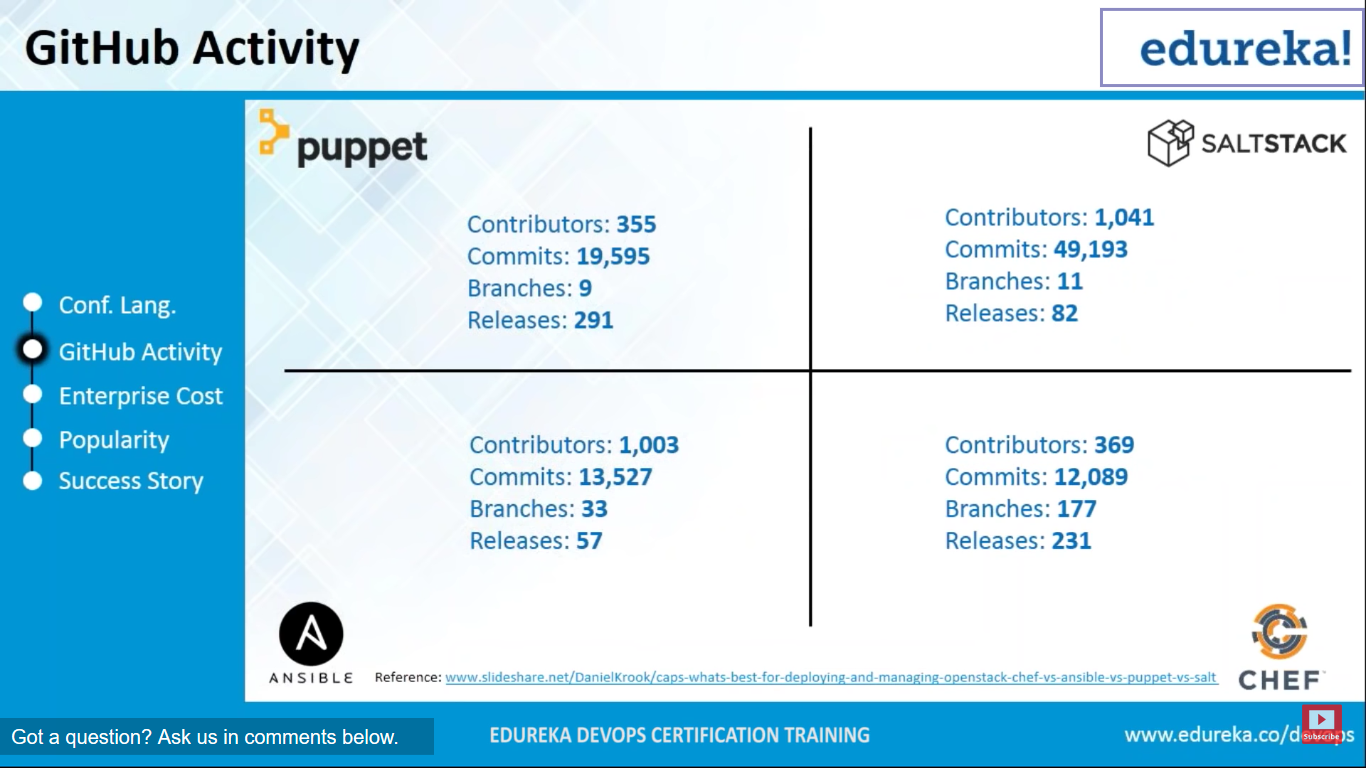 GitHub Activity
edureka!
Conf. Lang.
GitHub Activity
Enterprise Cost
Popularity
Success Story
puppet
Contributors: 355
Commits: 19,595
Branches: 9
Releases: 291
SALTSTACK
Contributors: 1,041
Commits: 49,193
Branches: 11
Releases: 82
Contributors: 1,003
Commits: 13,527
Branches: 33
Releases: 57
ANSIBLE
Contributors: 369
Commits: 12,089
Branches: 177
Releases: 231
CHEF
Reference: www.slideshare.net/DanielKrook/caps-whats-best-for-deploying-and-managing-openstack-chef-vs-ansible-vs-puppet-vs-salt
Got a question? Ask us in comments below.
EDUREKA DEVOPS CERTIFICATION TRAINING
www.edureka.co/devops
Subscribe